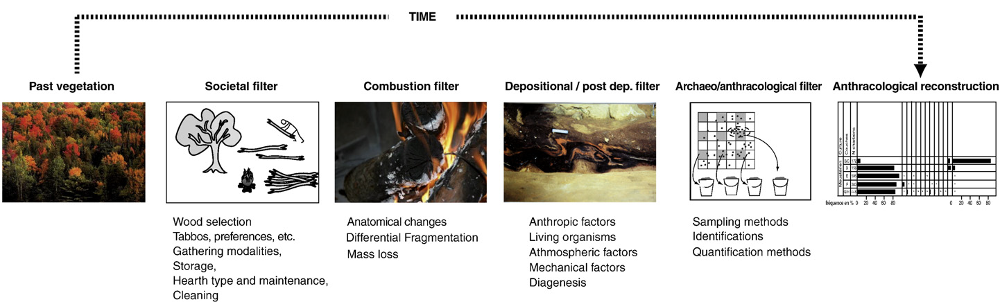 TIME
Past vegetation
Societal filter
Combustion filter
Depositional / post dep. filter
Archaeo/anthracological filter
Anthracological reconstruction
Wood selection
Tabbos, preferences, etc.
Gathering modalities,
Storage,
Hearth type and maintenance,
Cleaning
Anatomical changes
Differential Fragmentation
Mass loss
Anthropic factors
Living organisms
Athmospheric factors
Mechanical factors
Diagenesis
Sampling methods
Identifications
Quantification methods
Culture
Couches
N charbons
Moustérien
B/C 172
D
E
F
fréquence en % 0 20 40 60 80
0 20 40 60 80